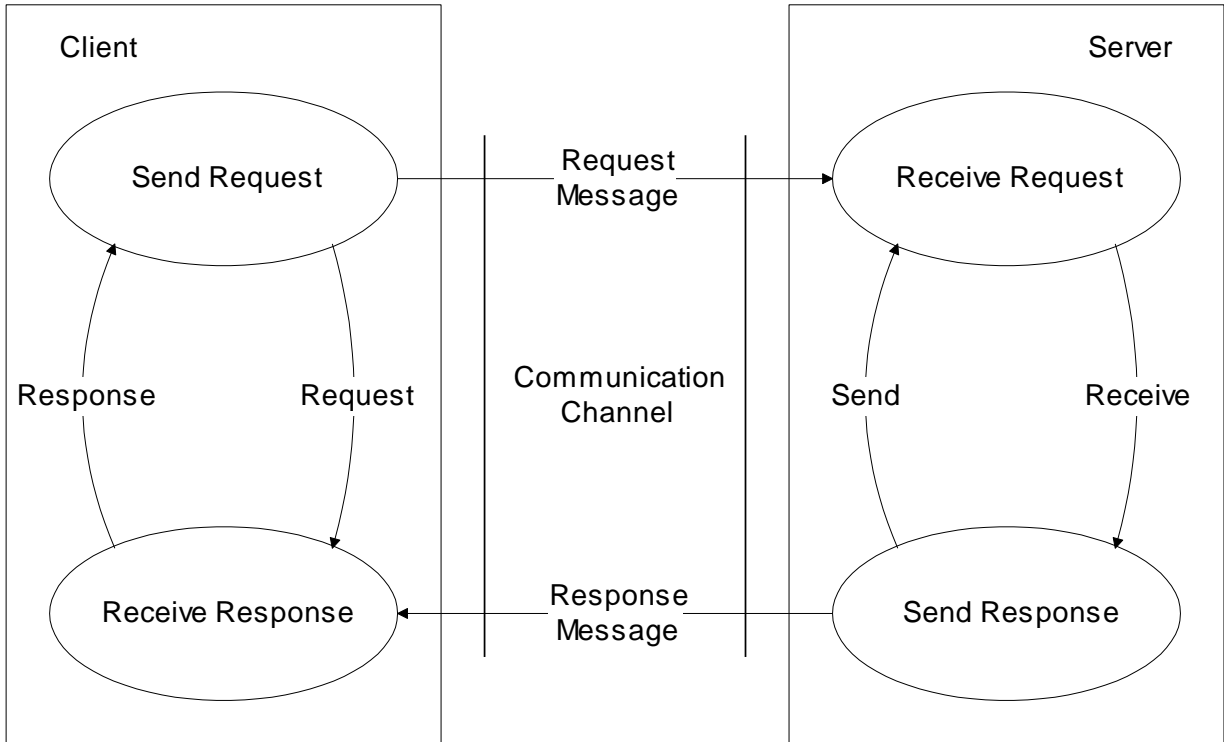 Client
Server
Send Request
Request
Message
Receive Request
Response
Request
Communication
Channel
Send
Receive
Receive Response
Response
Message
Send Response